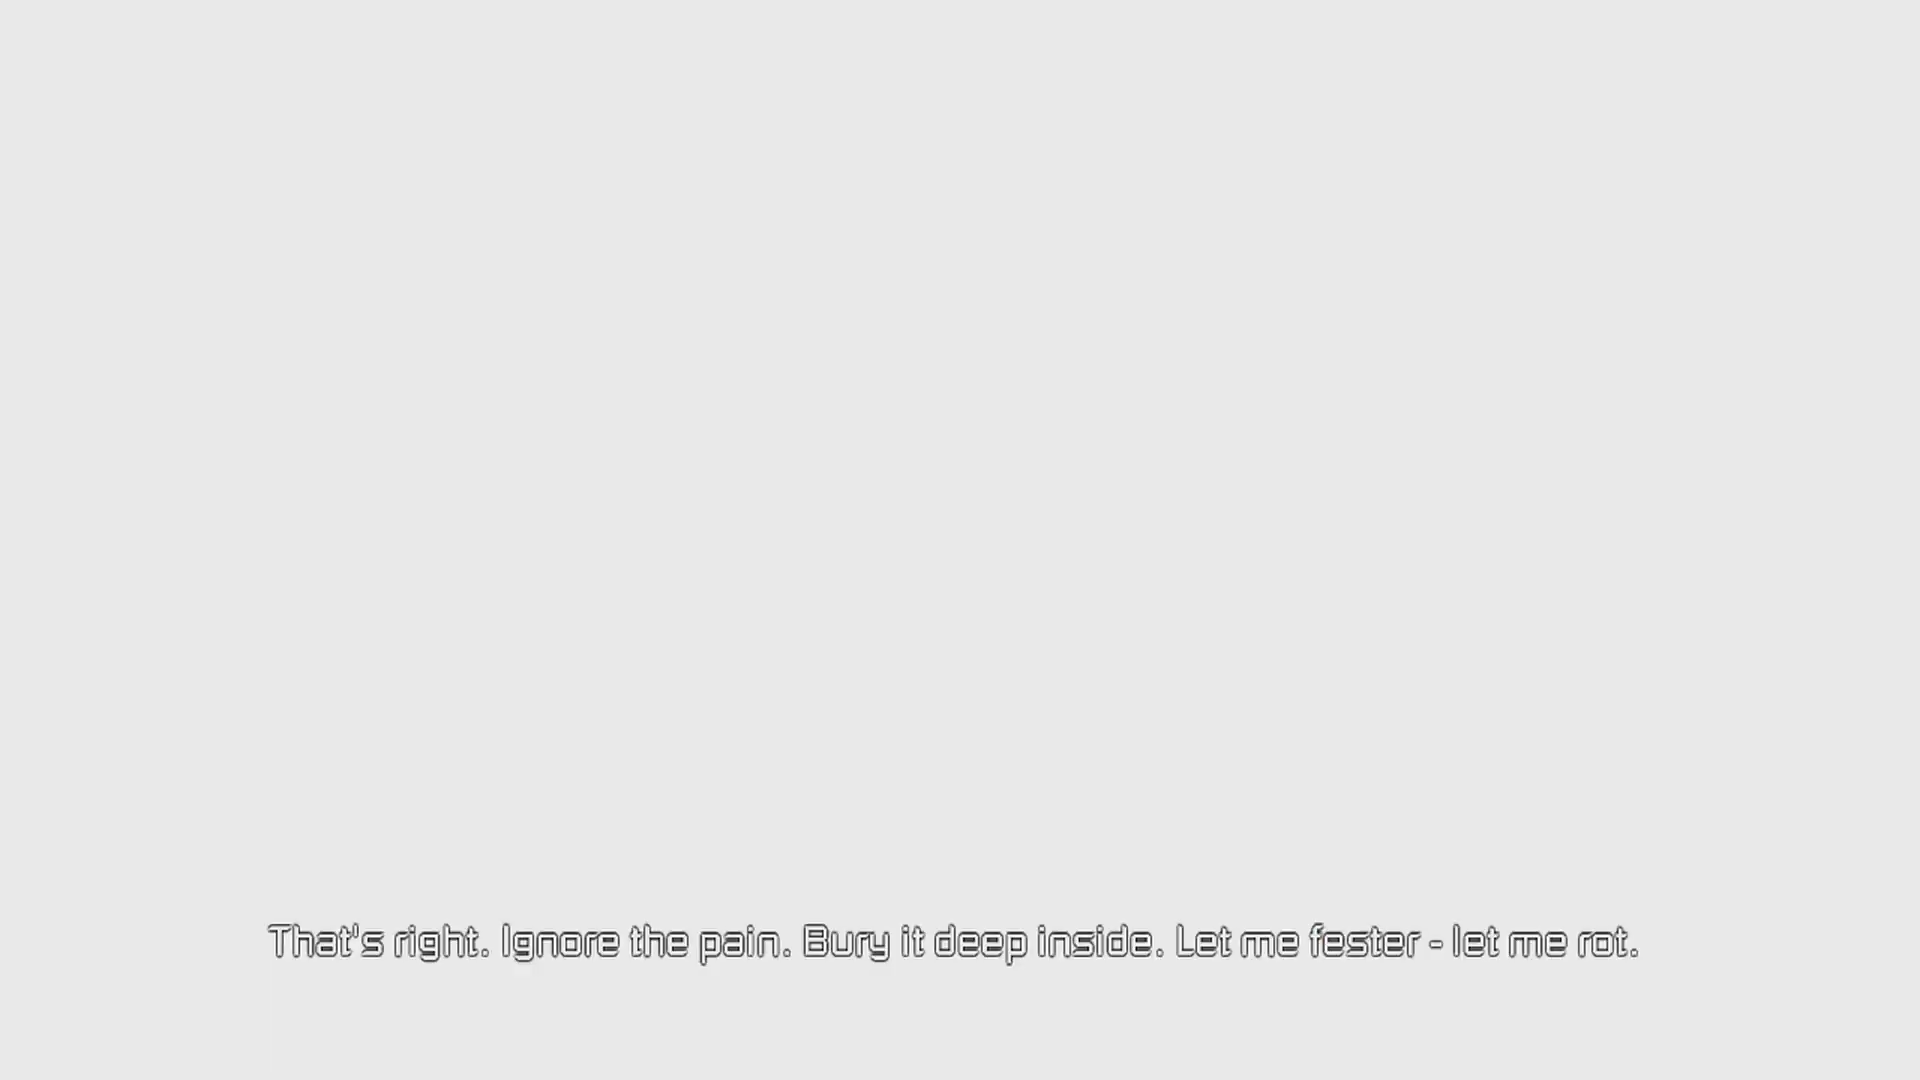 That's right. Ignore the pain. Bury it deep inside. Let me fester - let me rot.